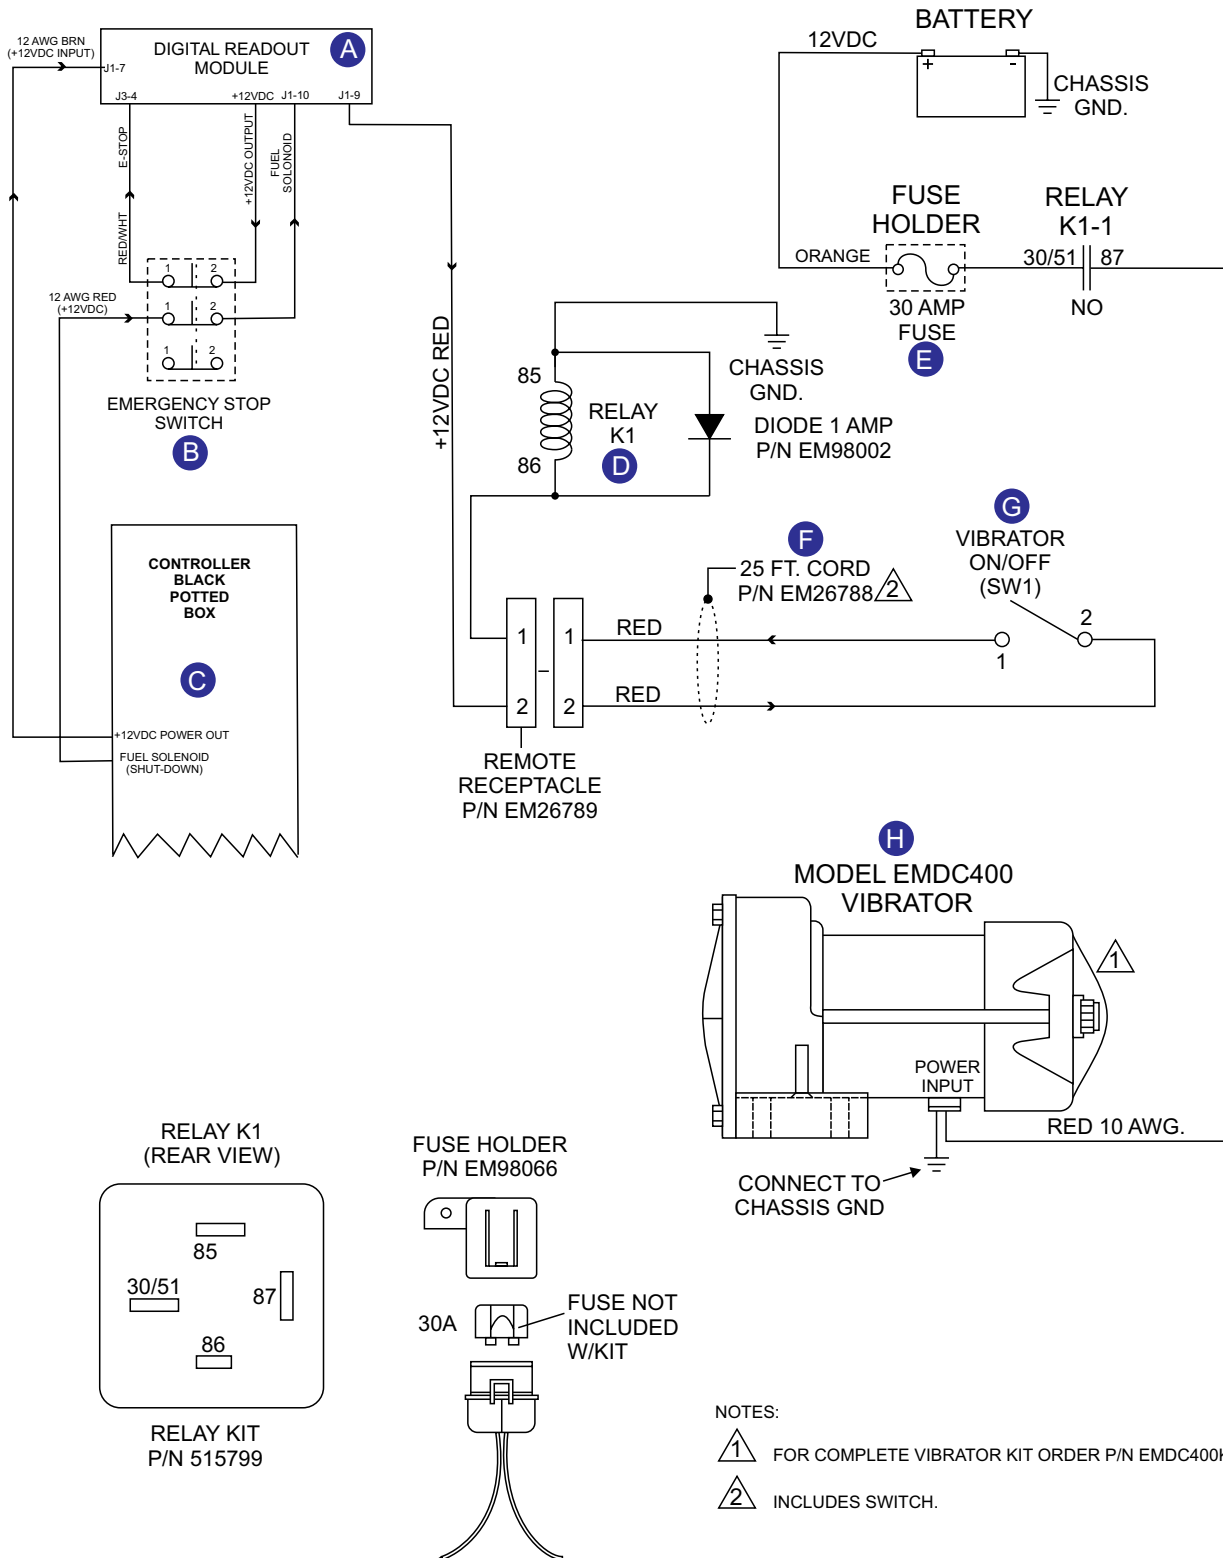 BATTERY
12 AWG BRN
(+12VDC INPUT)
DIGITAL READOUT
MODULE
A
J1-7
J3-4
+12VDC
J1-10
J1-9
12VDC
+
-
CHASSIS
GND.
E-STOP
RED/WHT
+12VDC OUTPUT
FUEL
SOLONOID
FUSE
HOLDER
RELAY
K1-1
ORANGE
30/51
87
30 AMP
FUSE
NO
E
1
2
12 AWG RED
(+12VDC)
1
2
1
2
EMERGENCY STOP
SWITCH
B
+12VDC RED
CHASSIS
GND.
85
RELAY
K1
D
86
DIODE 1 AMP
P/N EM98002
CONTROLLER
BLACK
POTTED
BOX
C
+12VDC POWER OUT
FUEL SOLENOID
(SHUT-DOWN)
F
25 FT. CORD
P/N EM26788
2
G
VIBRATOR
ON/OFF
(SW1)
1
1
RED
1
2
2
2
RED
REMOTE
RECEPTACLE
P/N EM26789
H
MODEL EMDC400
VIBRATOR
1
POWER
INPUT
RED 10 AWG.
CONNECT TO
CHASSIS GND
RELAY K1
(REAR VIEW)
85
30/51
87
86
RELAY KIT
P/N 515799
FUSE HOLDER
P/N EM98066
30A
FUSE NOT
INCLUDED
W/KIT
NOTES:
1 FOR COMPLETE VIBRATOR KIT ORDER P/N EMDC400K
2 INCLUDES SWITCH.